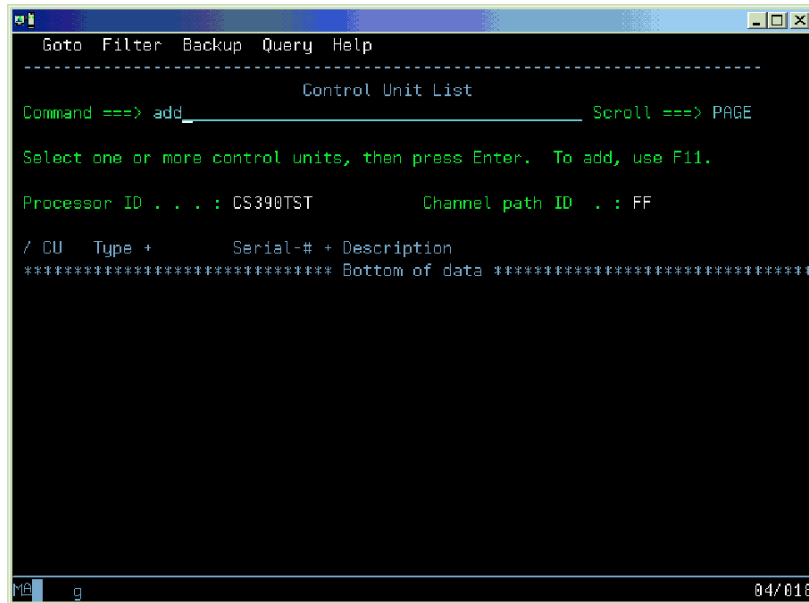 Goto Filter Backup Query Help
--------------------------------------------------------------------------
Control Unit List
Command ===> add________________________________________ Scroll ===> PAGE
Select one or more control units, then press Enter. To add, use F11.
Processor ID . . . : CS390TST Channel path ID . : FF
/ CU Type + Serial-# + Description
******************************* Bottom of data ********************************
MA g 04/018